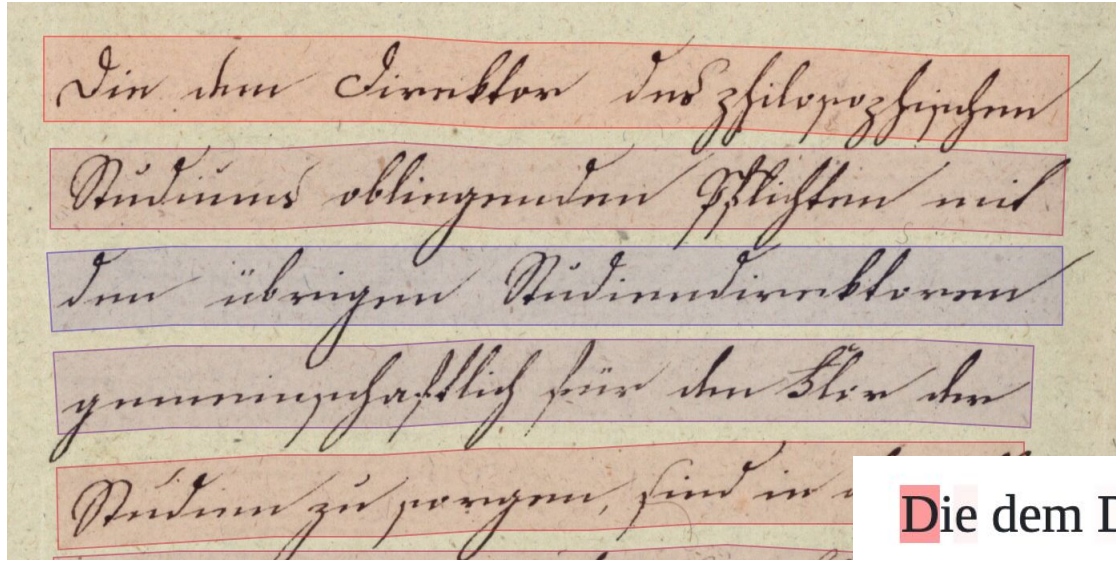 Die dem Direktor des philosophischen
Studiums obliegenden Pflichten mit
den übrigen Studiendirektoren
gemeinschaftlich für den Flor der
Studien zu sorgen, sind in
Die dem D